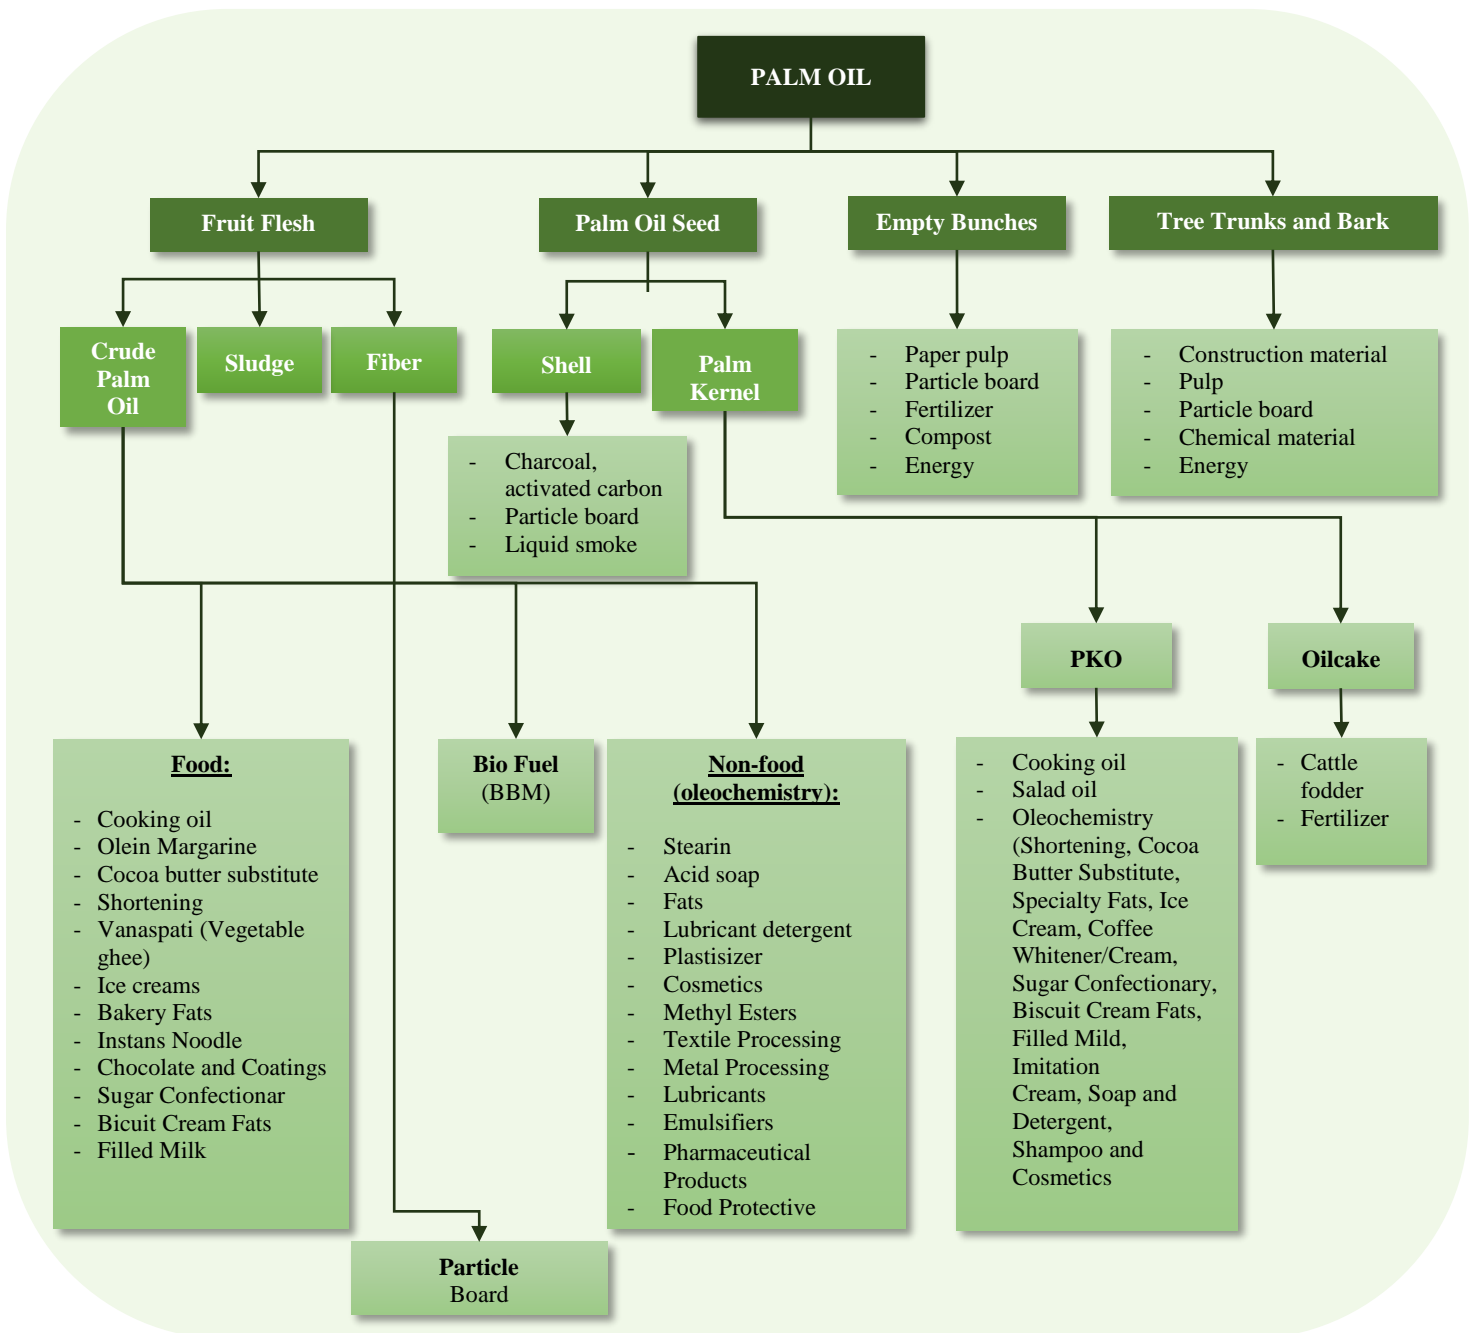 PALM OIL
Fruit Flesh
Palm Oil Seed
Empty Bunches
Tree Trunks and Bark
Crude
Palm
Oil
Sludge
Fiber
Shell
Palm
Kernel
- Paper pulp
- Particle board
- Fertilizer
- Compost
- Energy
- Construction material
- Pulp
- Particle board
- Chemical material
- Energy
- Charcoal,
activated carbon
- Particle board
- Liquid smoke
PKO
Oilcake
Food:
- Cooking oil
- Olein Margarine
- Cocoa butter substitute
- Shortening
- Vanaspati (Vegetable
ghee)
- Ice creams
- Bakery Fats
- Instans Noodle
- Chocolate and Coatings
- Sugar Confectionar
- Bicuit Cream Fats
- Filled Milk
Bio Fuel
(BBM)
Non-food
(oleochemistry):
- Stearin
- Acid soap
- Fats
- Lubricant detergent
- Plastisizer
- Cosmetics
- Methyl Esters
- Textile Processing
- Metal Processing
- Lubricants
- Emulsifiers
- Pharmaceutical
Products
- Food Protective
- Cooking oil
- Salad oil
- Oleochemistry
(Shortening, Cocoa
Butter Substitute,
Specialty Fats, Ice
Cream, Coffee
Whitener/Cream,
Sugar Confectionary,
Biscuit Cream Fats,
Filled Mild,
Imitation
Cream, Soap and
Detergent,
Shampoo and
Cosmetics
- Cattle
fodder
- Fertilizer
Particle
Board